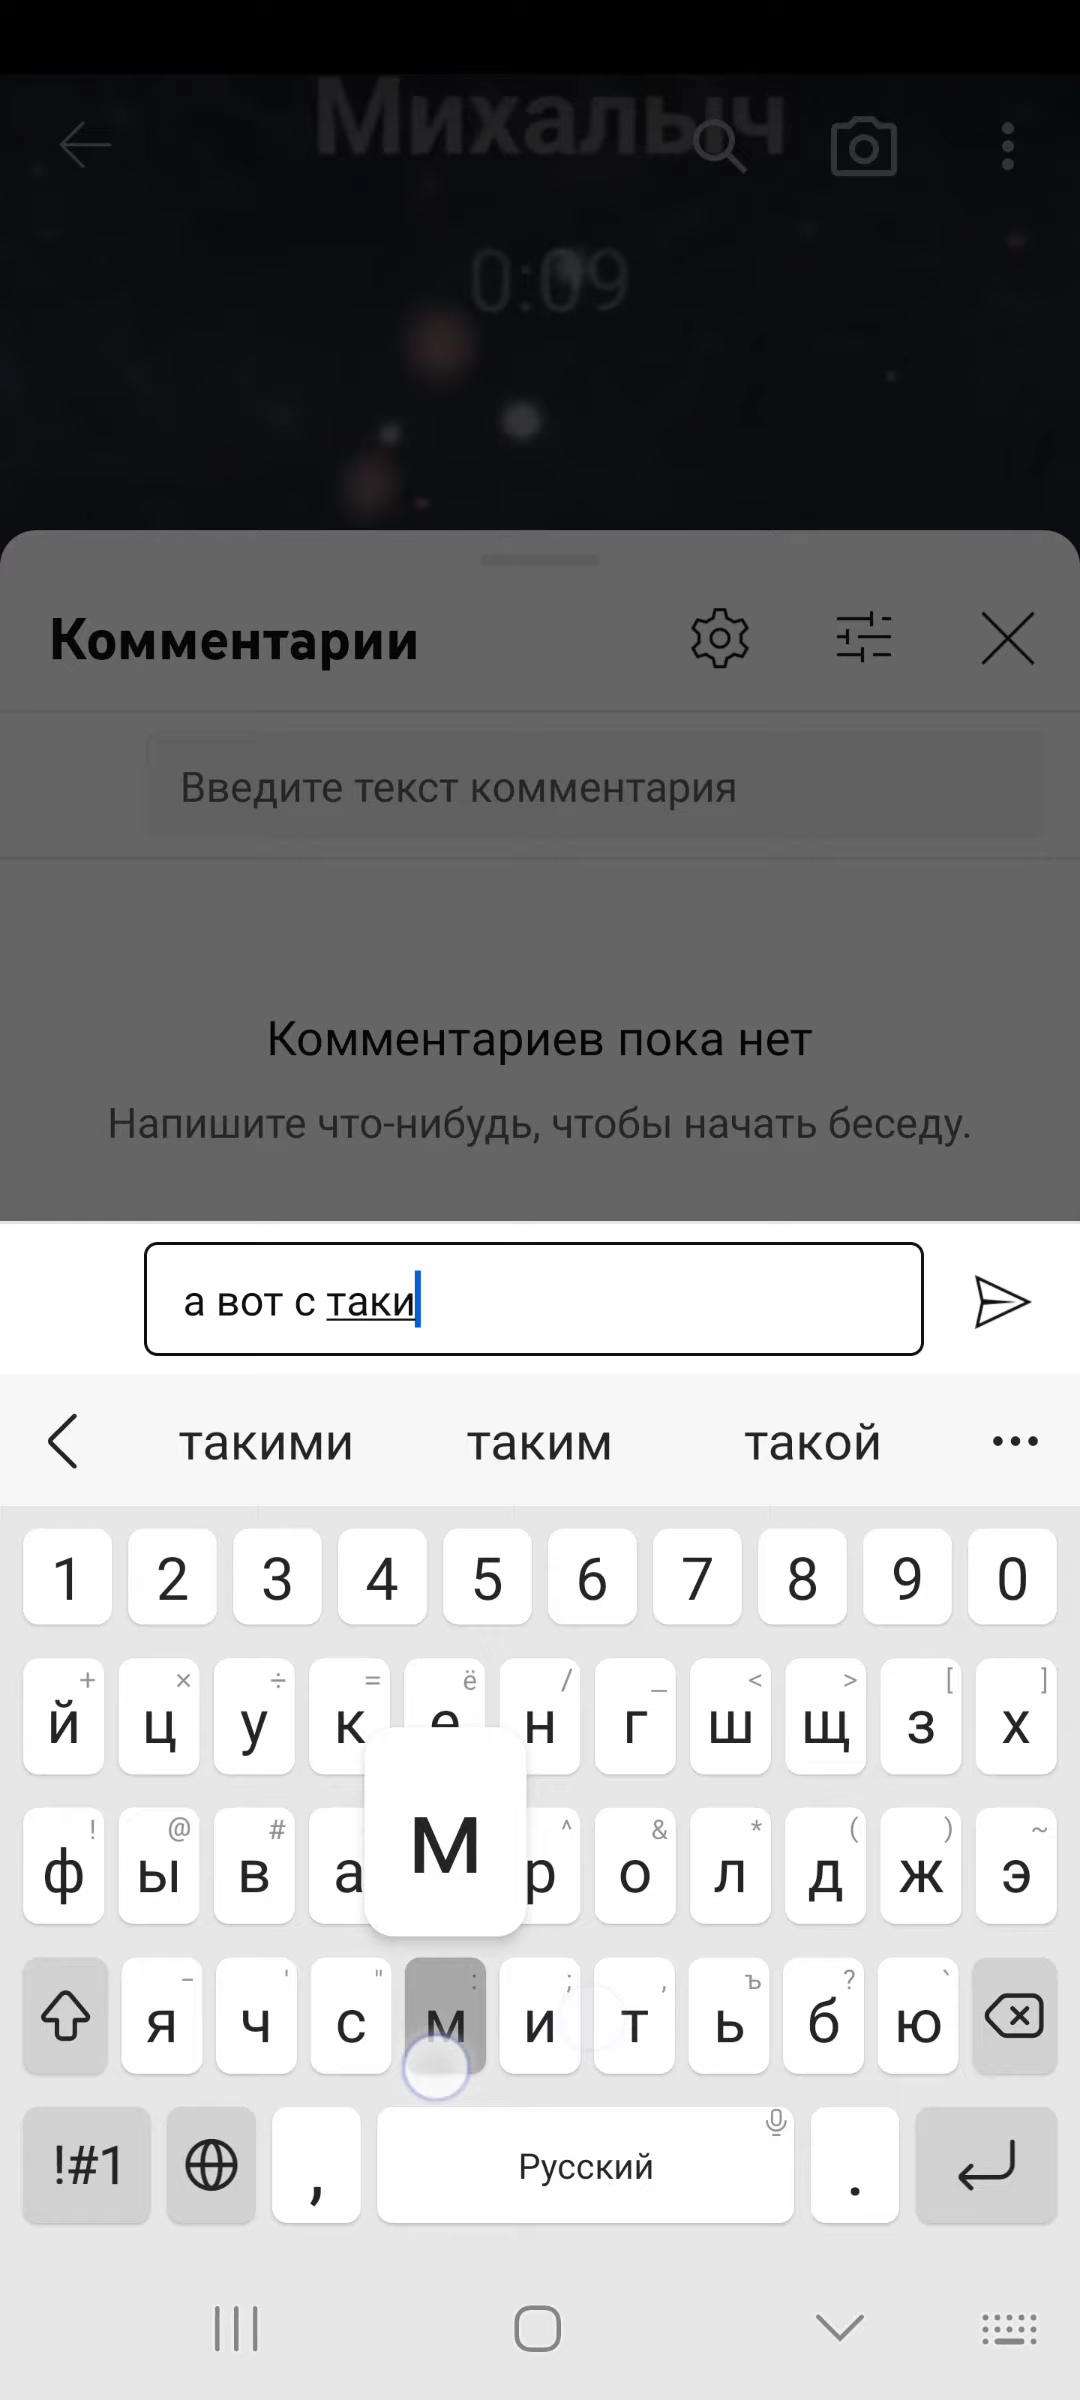 Михалыч
0:09
Комментарии
Введите текст комментария
Комментариев пока нет
Напишите что-нибудь, чтобы начать беседу.
а вот с таки
такими таким такой
1 2 3 4 5 6 7 8 9 0
+ × ÷ = ё / _ < > [ ]
й ц у к е н г ш щ з х
! @ # ^ & * ( ) ~
ф ы в а м р о л д ж э
- ' " : ; , ъ ? `
я ч с м и т ь б ю
!#1 , Русский .